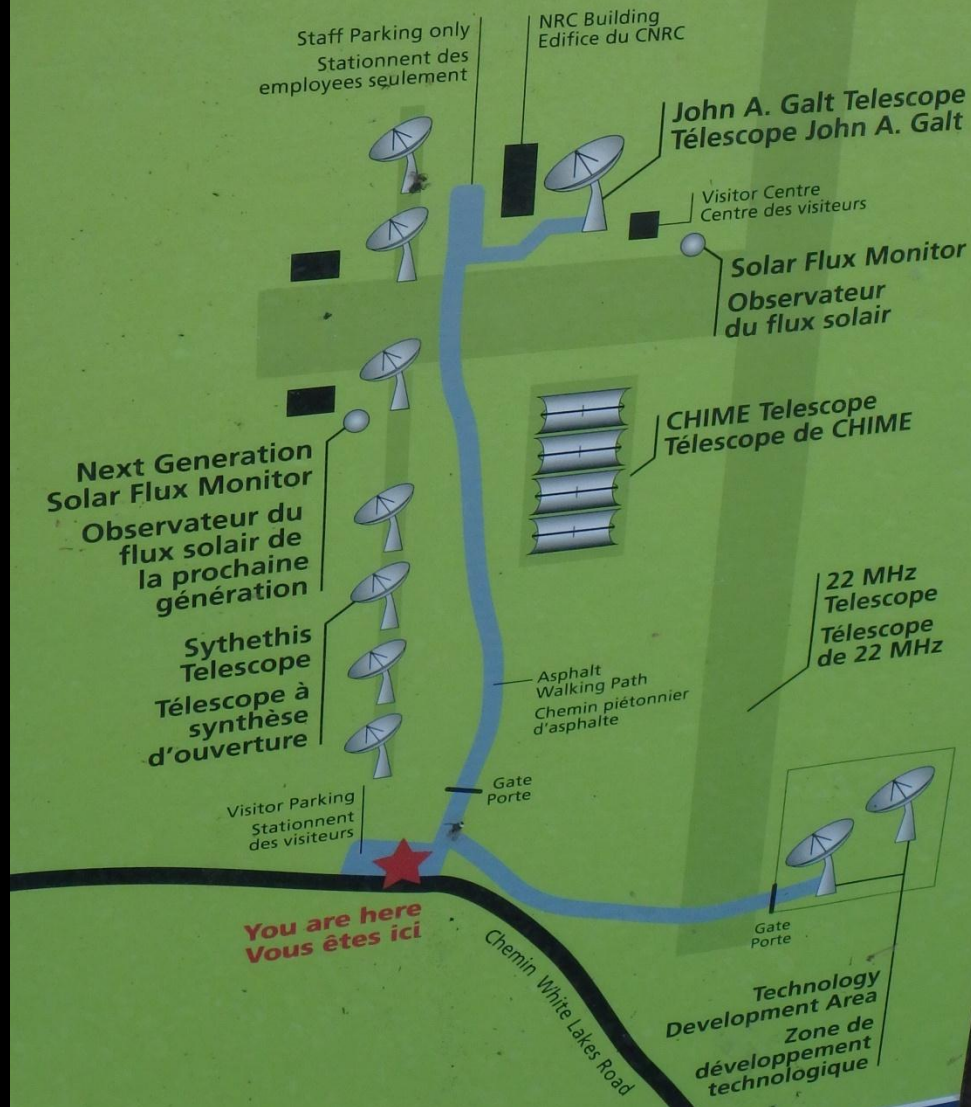 Staff Parking only
Stationnent des
employees seulement
NRC Building
Edifice du CNRC
John A. Galt Telescope
Télescope John A. Galt
Visitor Centre
Centre des visiteurs
Solar Flux Monitor
Observateur
du flux solair
CHIME Telescope
Télescope de CHIME
Next Generation
Solar Flux Monitor
Observateur du
flux solair de
la prochaine
génération
22 MHz
Telescope
Télescope
de 22 MHz
Sythethis
Telescope
Télescope à
synthèse
d'ouverture
Asphalt
Walking Path
Chemin piétonnier
d'asphalte
Gate
Porte
Visitor Parking
Stationnent
des visiteurs
You are here
Vous êtes ici
Chemin White Lakes Road
Gate
Porte
Technology
Development Area
Zone de
développement
technologique